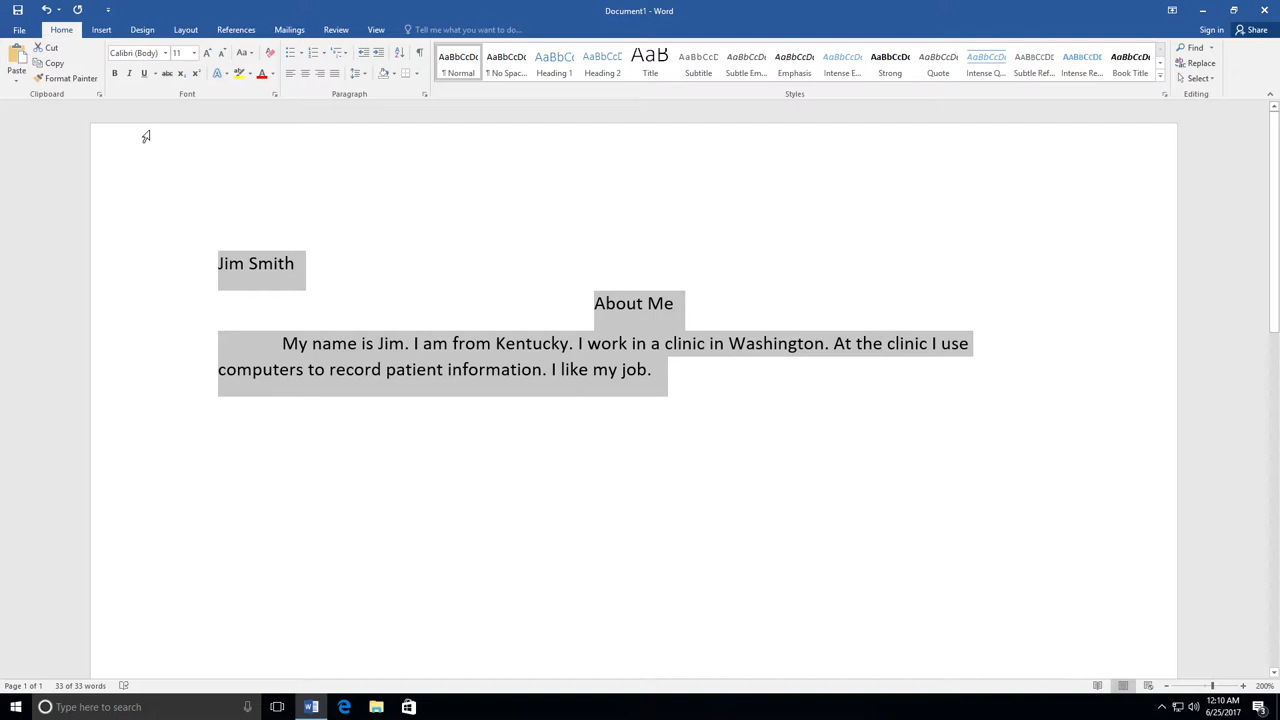 Document1 - Word
File Home Insert Design Layout References Mailings Review View Tell me what you want to do... Sign in Share
Paste
Cut
Copy
Format Painter
Clipboard
Calibri (Body) 11
Font
Paragraph
AaBbCcDc AaBbCcDc AaBbCc AaBbCcD AaB AaBbCcD AaBbCcDc AaBbCcDc AaBbCcDc AaBbCcDc AaBbCcDc AaBbCcDc AaBbCcDc AaBbCcDc AaBbCcDc
¶ Normal ¶ No Spac... Heading 1 Heading 2 Title Subtitle Subtle Em... Emphasis Intense E... Strong Quote Intense Q... Subtle Ref... Intense Re... Book Title
Styles
Find
Replace
Select
Editing
Jim Smith
About Me
My name is Jim. I am from Kentucky. I work in a clinic in Washington. At the clinic I use
computers to record patient information. I like my job.
Page 1 of 1 33 of 33 words 200%
Type here to search
12:10 AM
6/25/2017
3